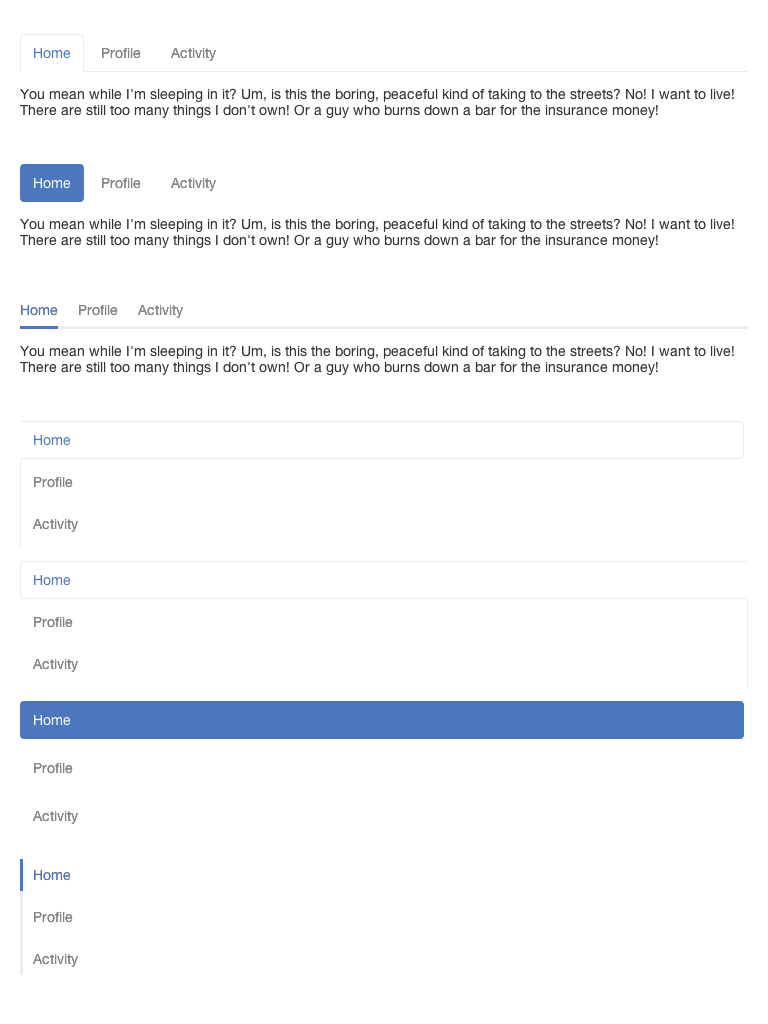 Home Profile Activity
You mean while I'm sleeping in it? Um, is this the boring, peaceful kind of taking to the streets? No! I want to live!
There are still too many things I don't own! Or a guy who burns down a bar for the insurance money!
Home Profile Activity
You mean while I'm sleeping in it? Um, is this the boring, peaceful kind of taking to the streets? No! I want to live!
There are still too many things I don't own! Or a guy who burns down a bar for the insurance money!
Home Profile Activity
You mean while I'm sleeping in it? Um, is this the boring, peaceful kind of taking to the streets? No! I want to live!
There are still too many things I don't own! Or a guy who burns down a bar for the insurance money!
Home
Profile
Activity
Home
Profile
Activity
Home
Profile
Activity
Home
Profile
Activity